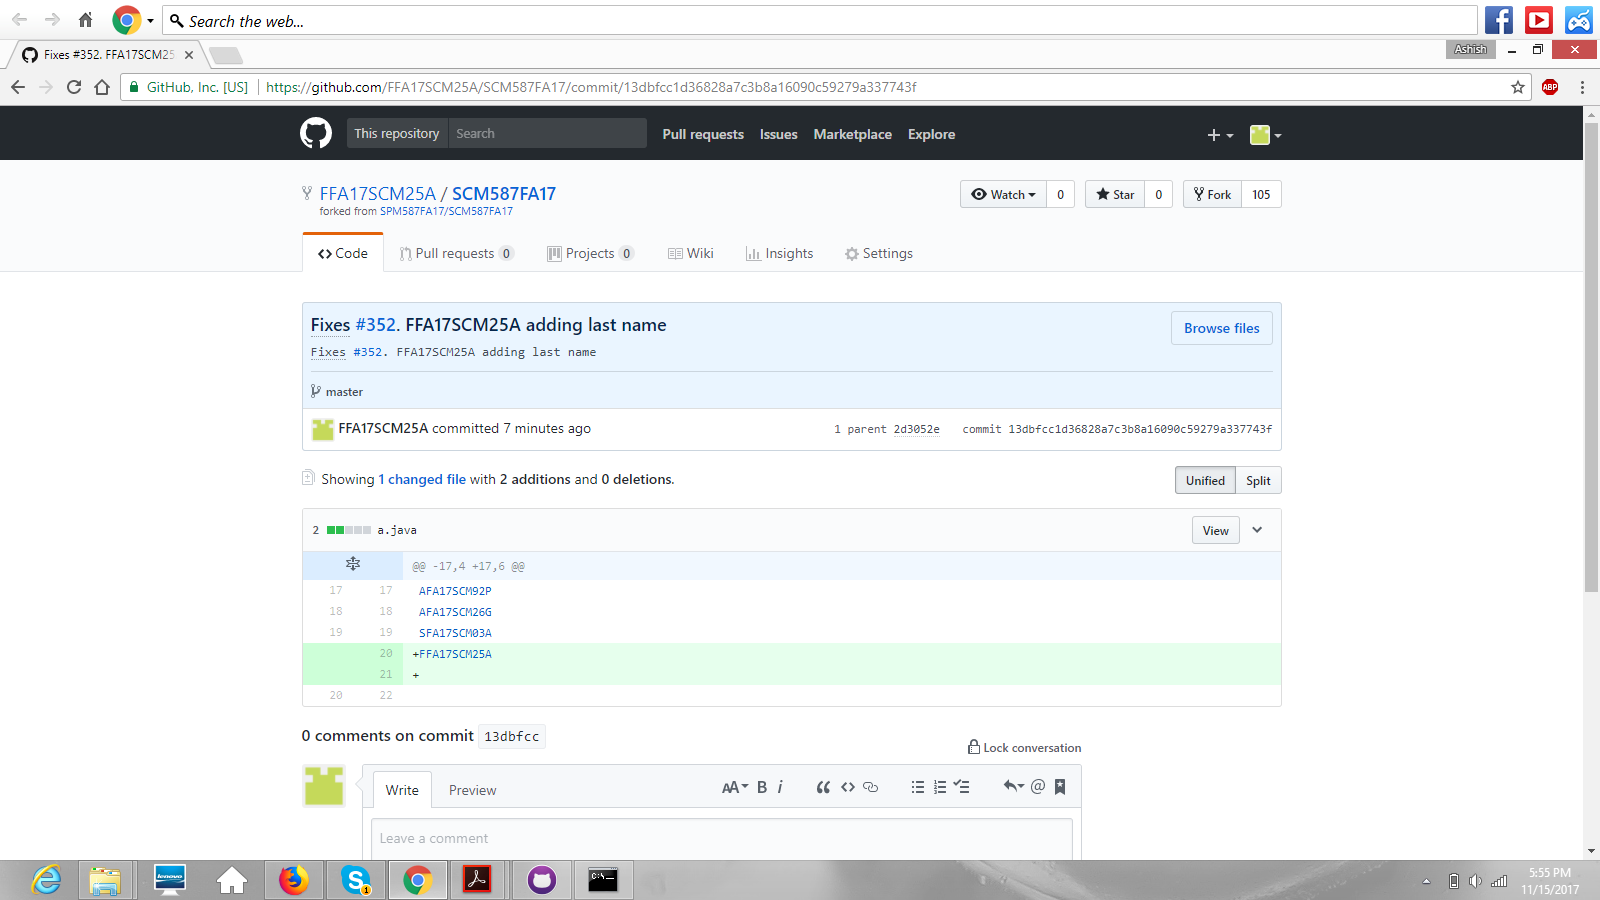 Search the web...
Fixes #352. FFA17SCM25
Ashish
GitHub, Inc. [US] https://github.com/FFA17SCM25A/SCM587FA17/commit/13dbfcc1d36828a7c3b8a16090c59279a337743f
ABP
This repository Search Pull requests Issues Marketplace Explore
FFA17SCM25A / SCM587FA17
Watch 0 Star 0 Fork 105
forked from SPM587FA17/SCM587FA17
Code Pull requests 0 Projects 0 Wiki Insights Settings
Fixes #352. FFA17SCM25A adding last name
Browse files
Fixes #352. FFA17SCM25A adding last name
master
FFA17SCM25A committed 7 minutes ago 1 parent 2d3052e commit 13dbfcc1d36828a7c3b8a16090c59279a337743f
Showing 1 changed file with 2 additions and 0 deletions. Unified Split
2 a.java View
@@ -17,4 +17,6 @@
17 17 AFA17SCM92P
18 18 AFA17SCM26G
19 19 SFA17SCM03A
20 +FFA17SCM25A
21 +
20 22
0 comments on commit 13dbfcc
Lock conversation
Write Preview AA B i @
Leave a comment
lenovo
S 1
C:\._
5:55 PM
11/15/2017